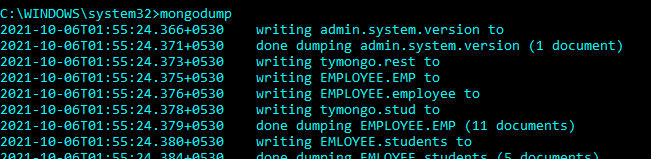 C:\WINDOWS\system32>mongodump
2021-10-06T01:55:24.366+0530 writing admin.system.version to
2021-10-06T01:55:24.371+0530 done dumping admin.system.version (1 document)
2021-10-06T01:55:24.373+0530 writing tymongo.rest to
2021-10-06T01:55:24.375+0530 writing EMPLOYEE.EMP to
2021-10-06T01:55:24.376+0530 writing EMPLOYEE.employee to
2021-10-06T01:55:24.378+0530 writing tymongo.stud to
2021-10-06T01:55:24.379+0530 done dumping EMPLOYEE.EMP (11 documents)
2021-10-06T01:55:24.380+0530 writing EMLOYEE.students to
2021-10-06T01:55:24.384+0530 done dumping EMLOYEE.students (5 documents)